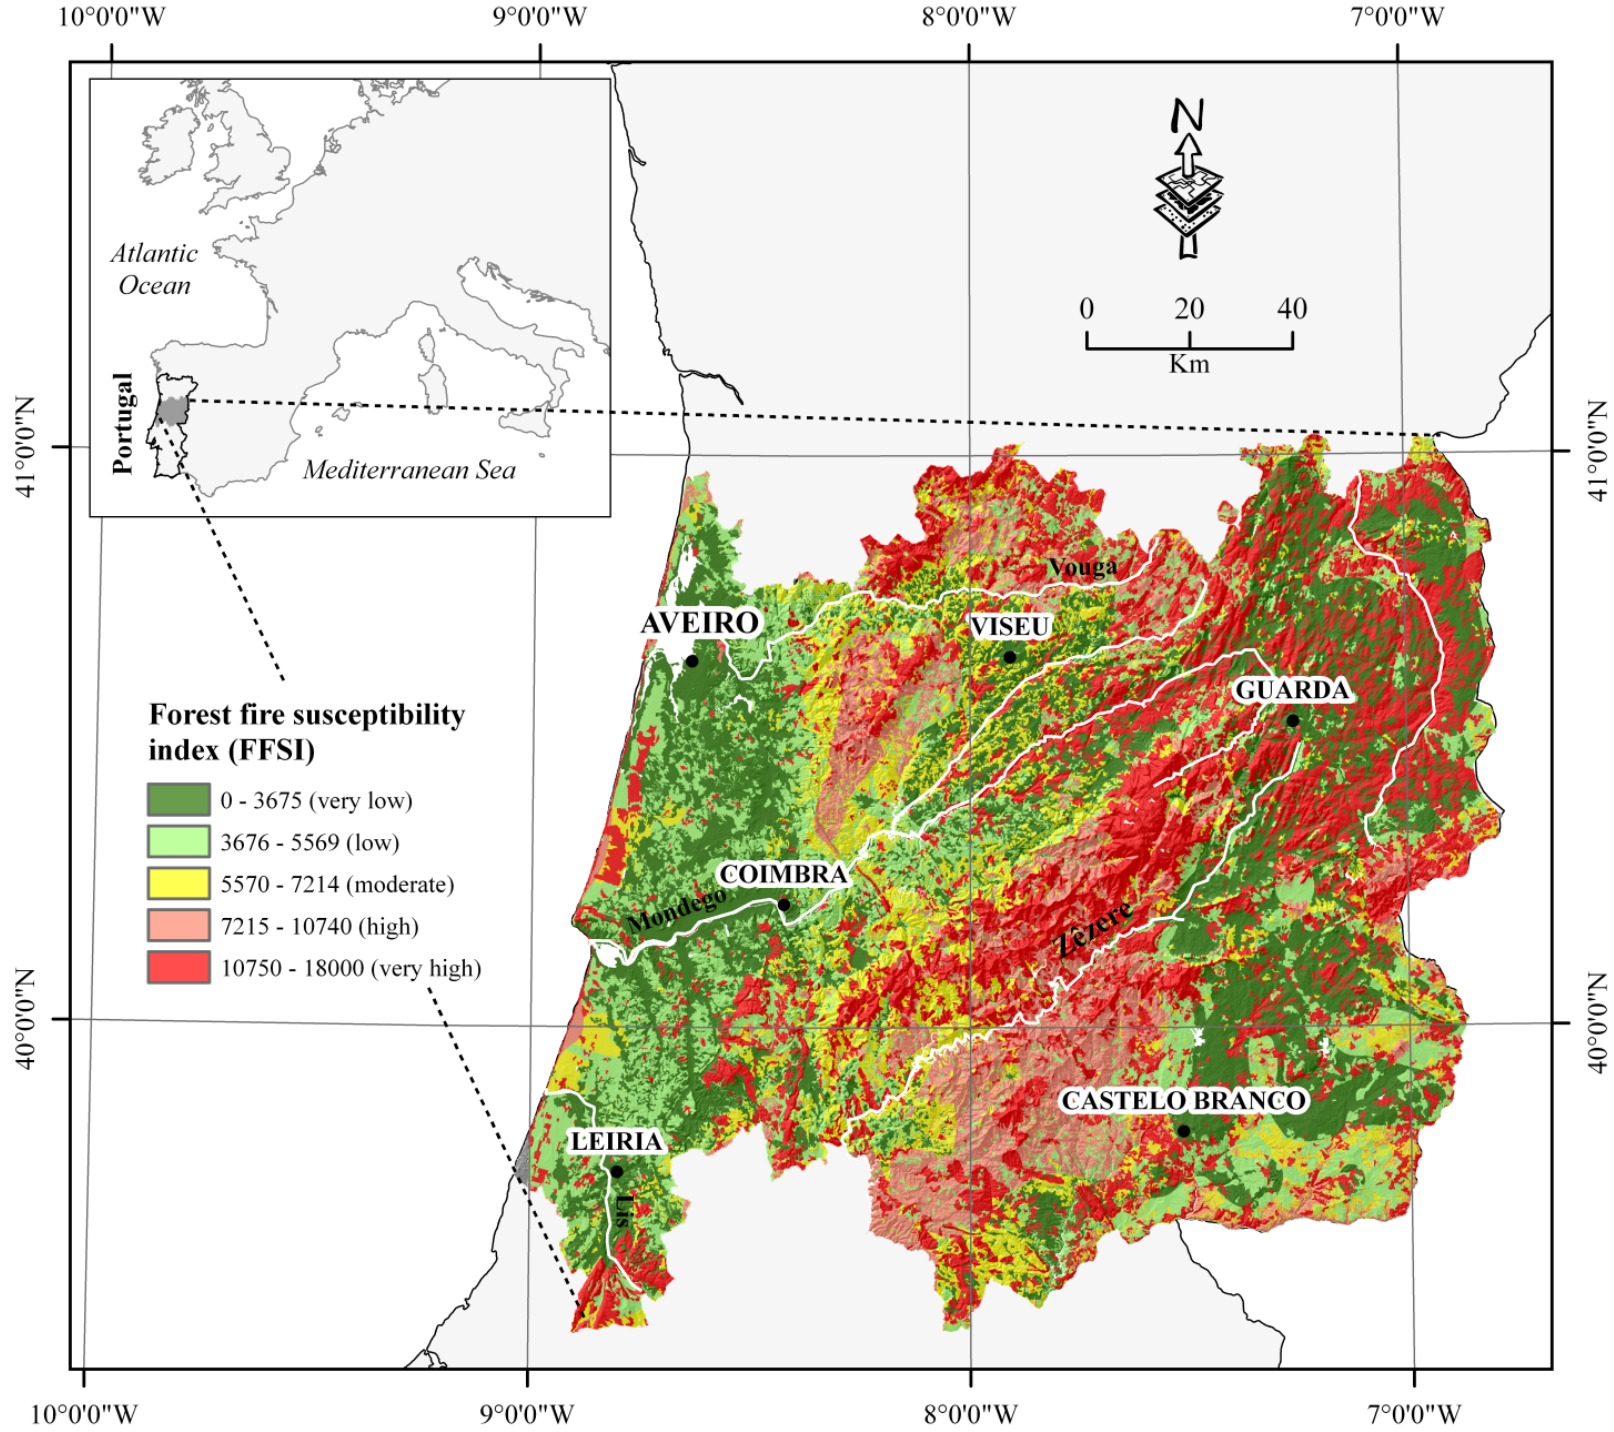 10°0'0"W
9°0'0"W
8°0'0"W
7°0'0"W
N
0
20
40
Km
Atlantic
Ocean
Portugal
Mediterranean Sea
41°0'0"N
41°0'0"N
Vouga
AVEIRO
VISEU
GUARDA
Forest fire susceptibility
index (FFSI)
0 - 3675 (very low)
3676 - 5569 (low)
5570 - 7214 (moderate)
7215 - 10740 (high)
10750 - 18000 (very high)
COIMBRA
Mondego
Zêzere
40°0'0"N
40°0'0"N
CASTELO BRANCO
LEIRIA
Lis
10°0'0"W
9°0'0"W
8°0'0"W
7°0'0"W